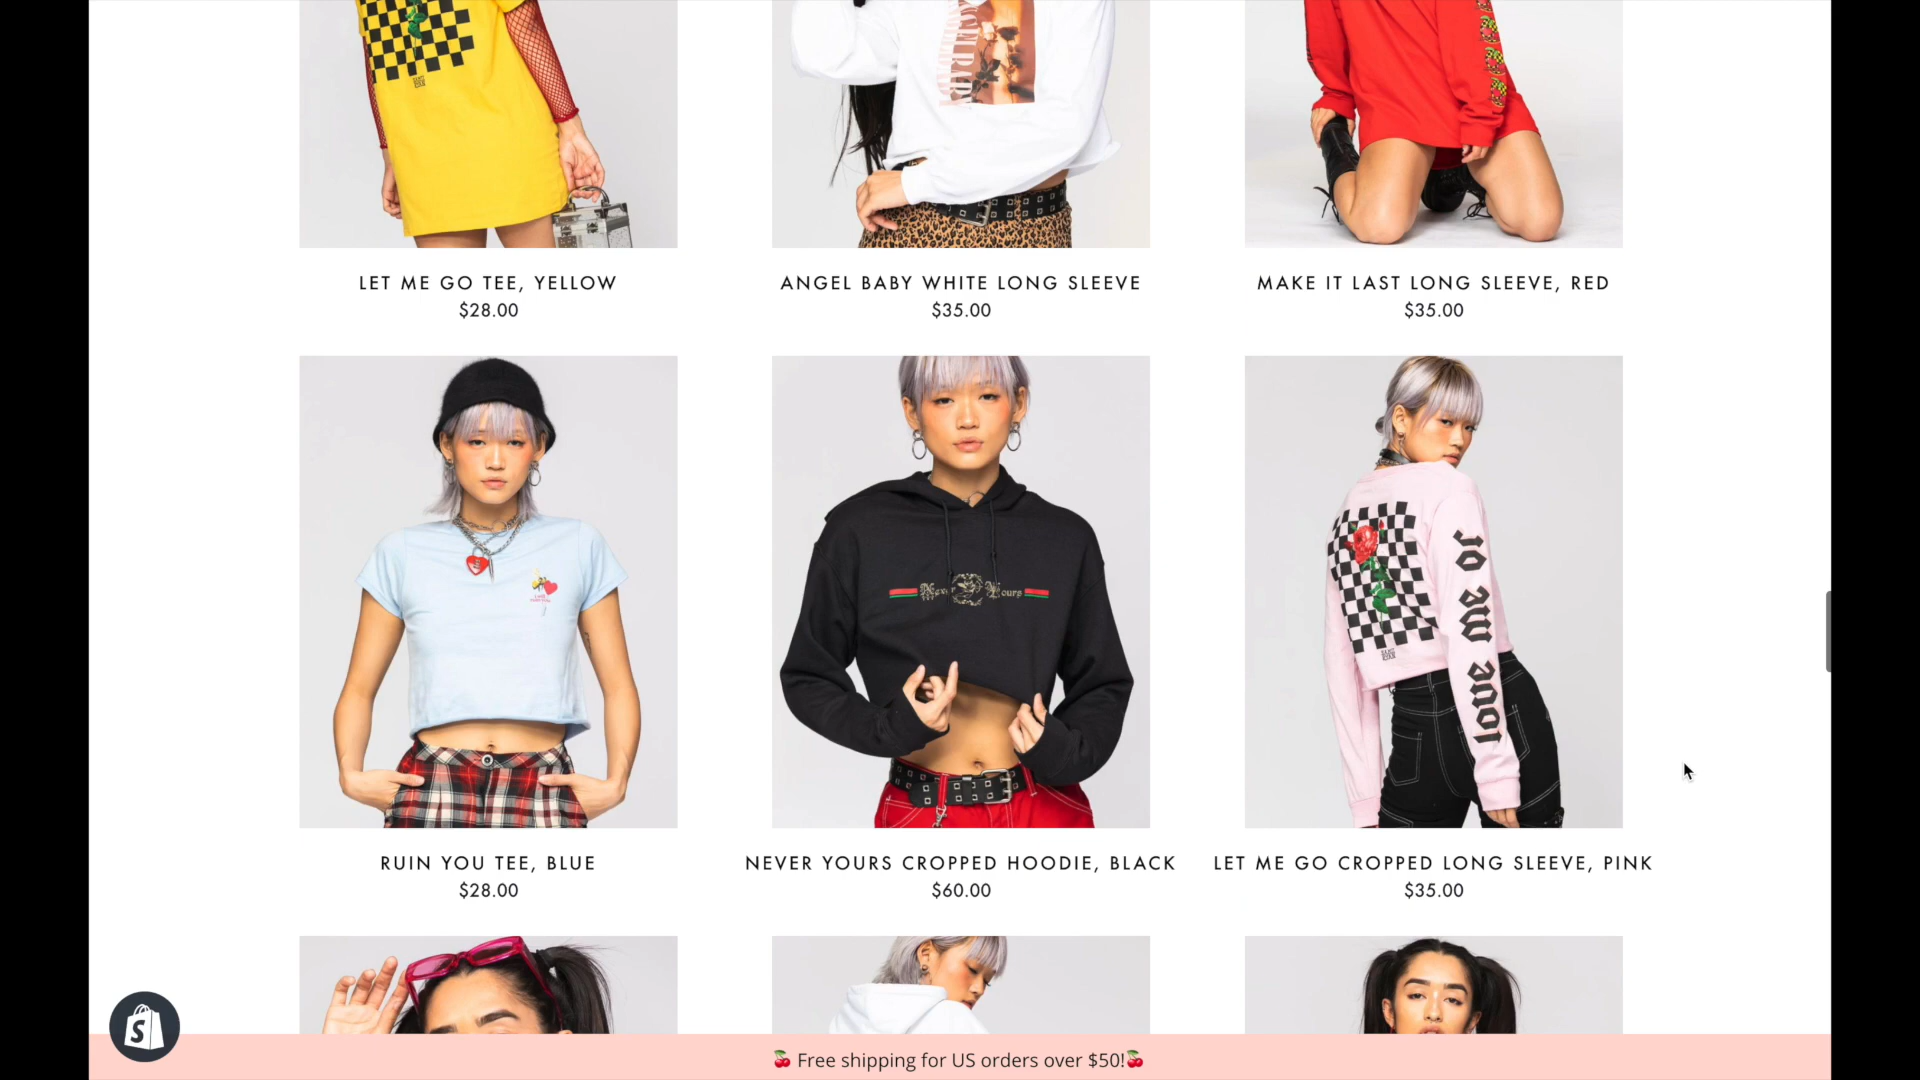 LET ME GO TEE, YELLOW
$28.00
ANGEL BABY WHITE LONG SLEEVE
$35.00
MAKE IT LAST LONG SLEEVE, RED
$35.00
Never Yours
love me or
RUIN YOU TEE, BLUE
$28.00
NEVER YOURS CROPPED HOODIE, BLACK
$60.00
LET ME GO CROPPED LONG SLEEVE, PINK
$35.00
S
🍒 Free shipping for US orders over $50!🍒